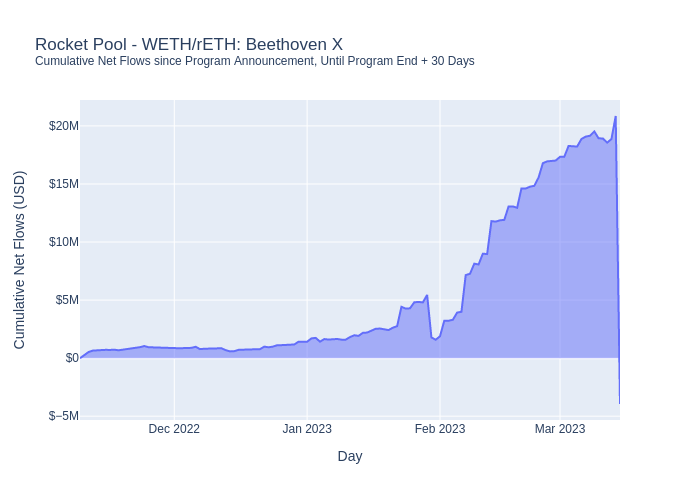 Rocket Pool - WETH/rETH: Beethoven X
Cumulative Net Flows since Program Announcement, Until Program End + 30 Days
Cumulative Net Flows (USD)
$20M
$15M
$10M
$5M
$0
$−5M
Dec 2022
Jan 2023
Feb 2023
Mar 2023
Day